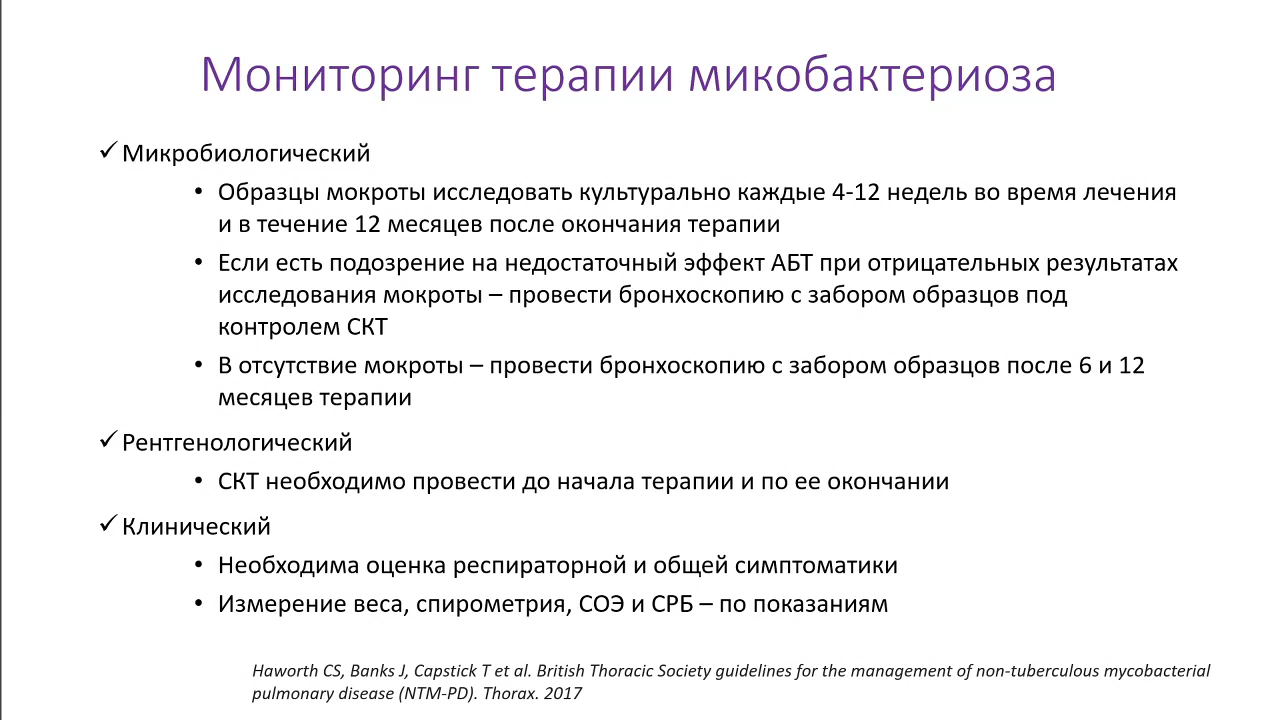 Мониторинг терапии микобактериоза
✓ Микробиологический
• Образцы мокроты исследовать культурально каждые 4-12 недель во время лечения
и в течение 12 месяцев после окончания терапии
• Если есть подозрение на недостаточный эффект АБТ при отрицательных результатах
исследования мокроты – провести бронхоскопию с забором образцов под
контролем СКТ
• В отсутствие мокроты – провести бронхоскопию с забором образцов после 6 и 12
месяцев терапии
✓ Рентгенологический
• СКТ необходимо провести до начала терапии и по ее окончании
✓ Клинический
• Необходима оценка респираторной и общей симптоматики
• Измерение веса, спирометрия, СОЭ и СРБ – по показаниям
Haworth CS, Banks J, Capstick T et al. British Thoracic Society guidelines for the management of non-tuberculous mycobacterial
pulmonary disease (NTM-PD). Thorax. 2017